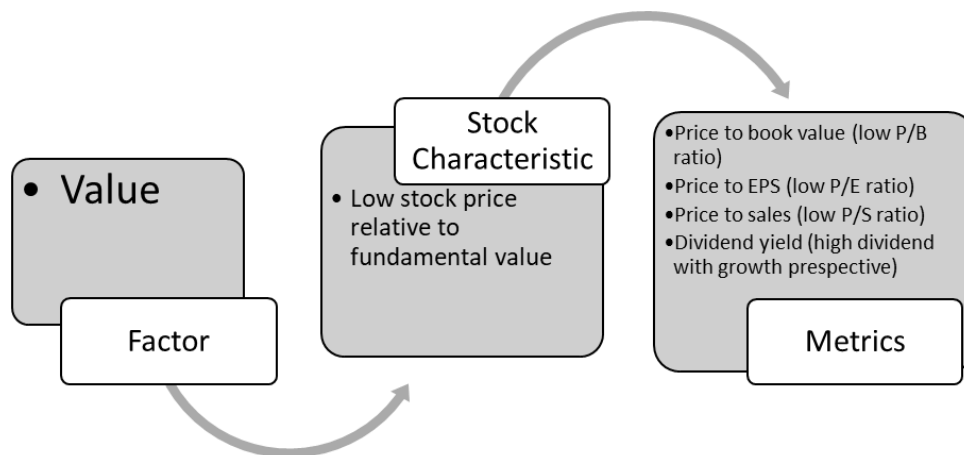 • Value
Factor
Stock
Characteristic
• Low stock price
relative to
fundamental value
•Price to book value (low P/B
ratio)
•Price to EPS (low P/E ratio)
•Price to sales (low P/S ratio)
•Dividend yield (high dividend
with growth prespective)
Metrics